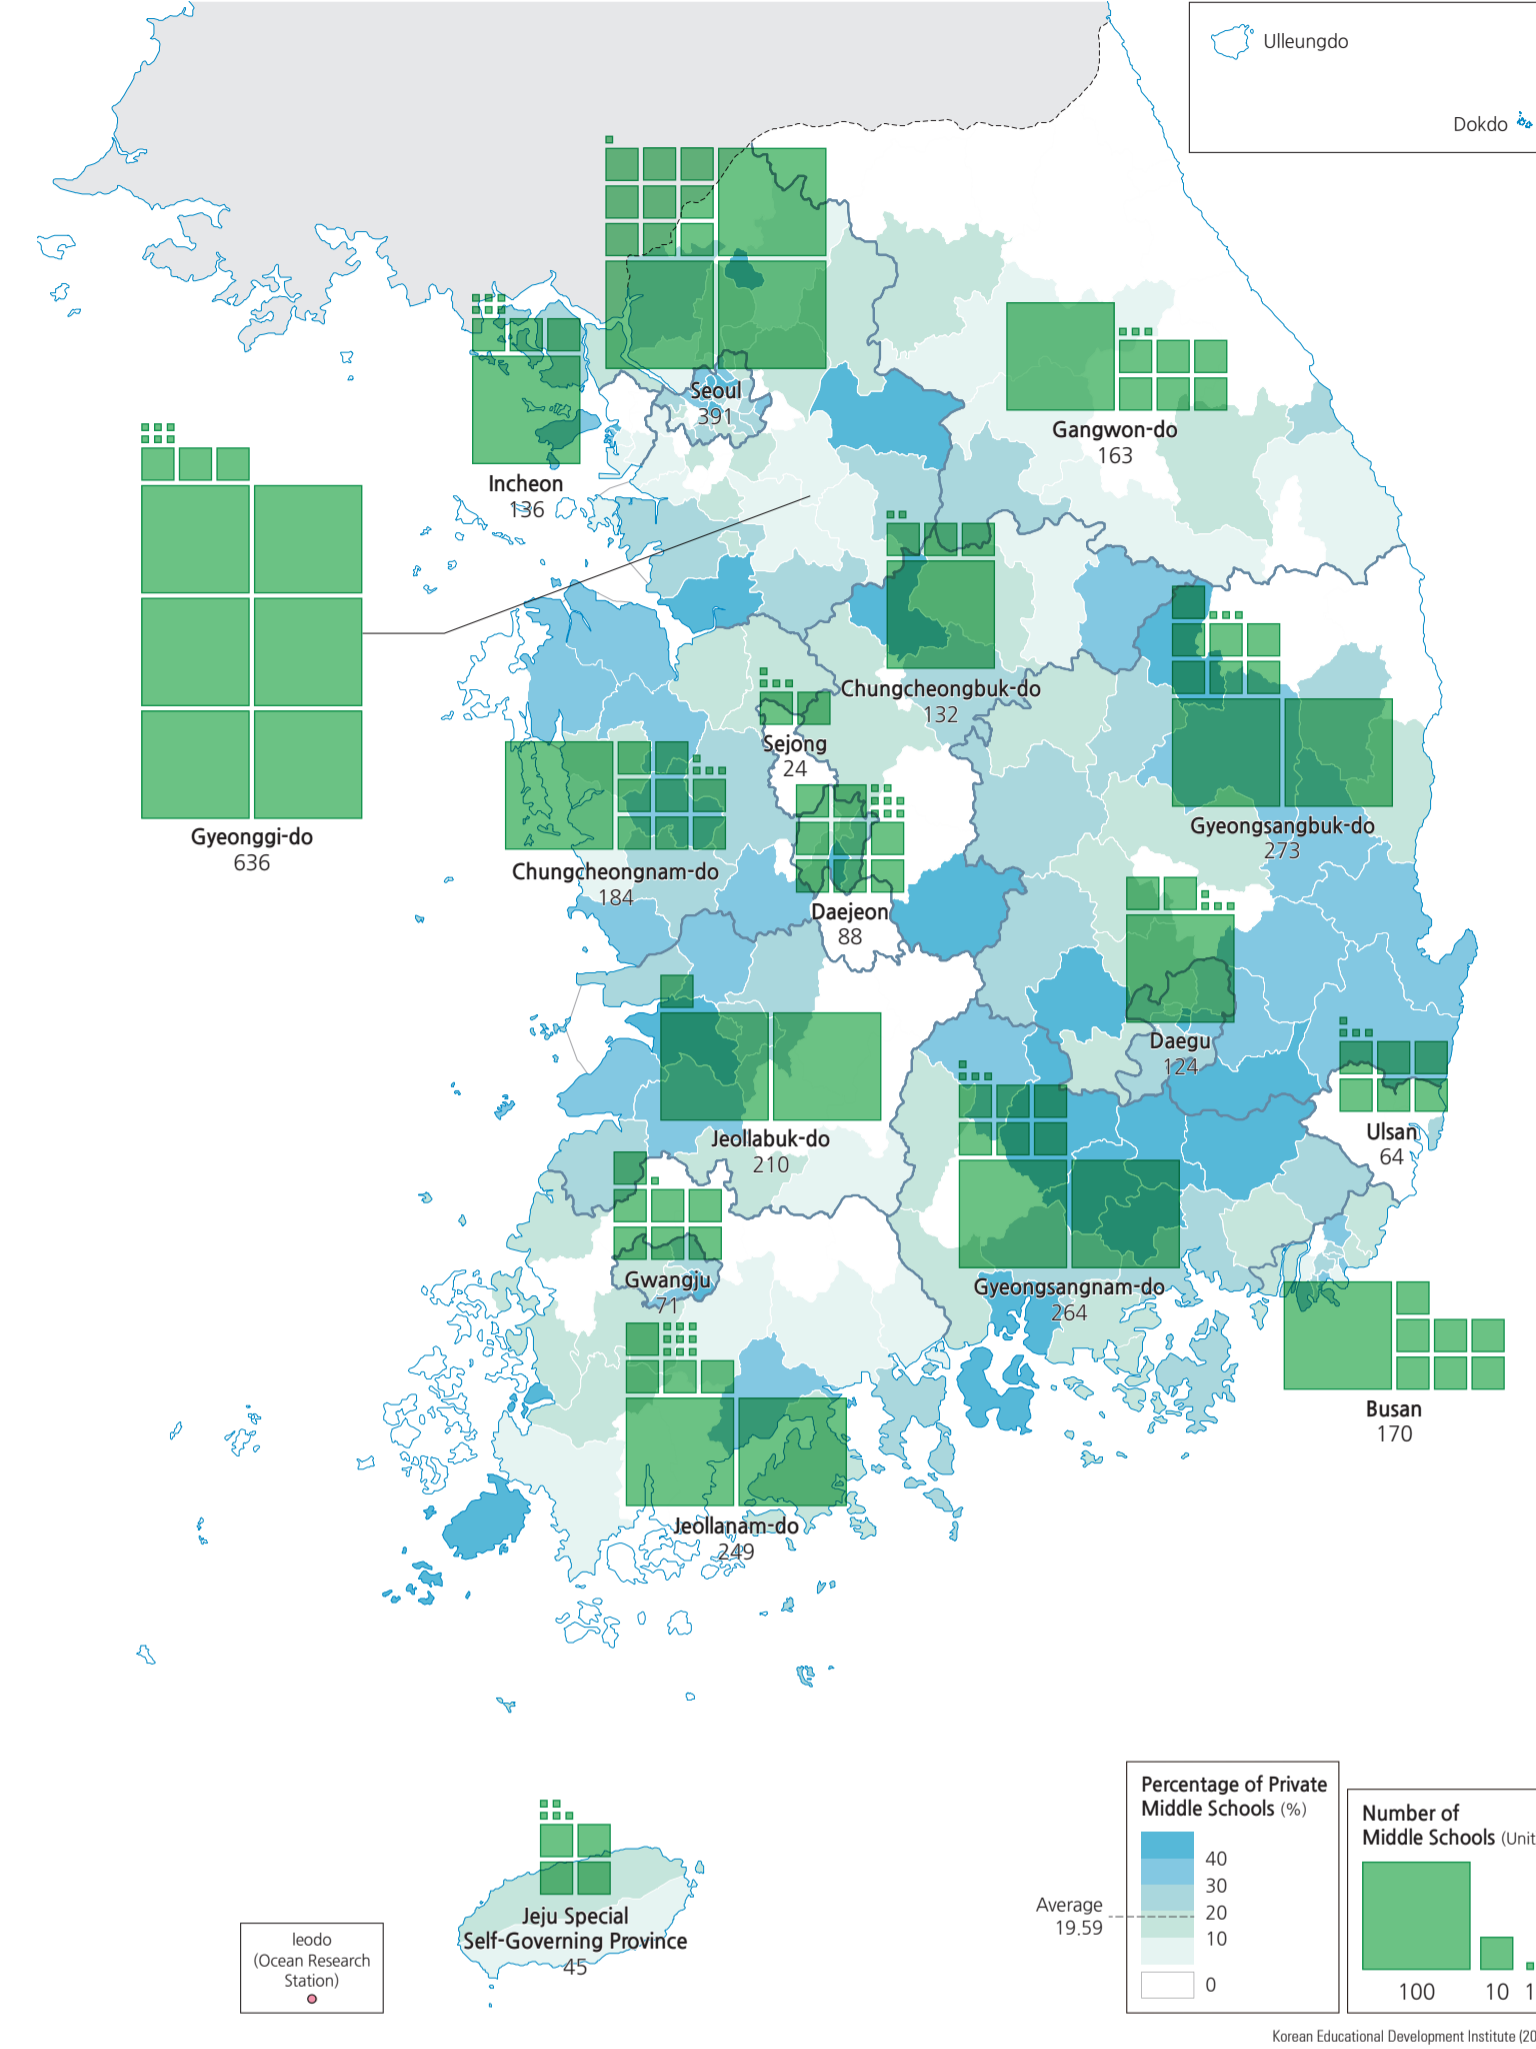 Ulleungdo
Dokdo
Seoul
391
Gangwon-do
163
Incheon
136
Chungcheongbuk-do
132
Sejong
24
Gyeonggi-do
636
Gyeongsangbuk-do
273
Chungcheongnam-do
184
Daejeon
88
Daegu
124
Ulsan
64
Jeollabuk-do
210
Gwangju
71
Gyeongsangnam-do
264
Busan
170
Jeollanam-do
249
Jeju Special
Self-Governing Province
45
Ieodo
(Ocean Research
Station)
Percentage of Private
Middle Schools (%)
40
30
20
10
0
Average
19.59
Number of
Middle Schools (Unit
100 10 1
Korean Educational Development Institute (20